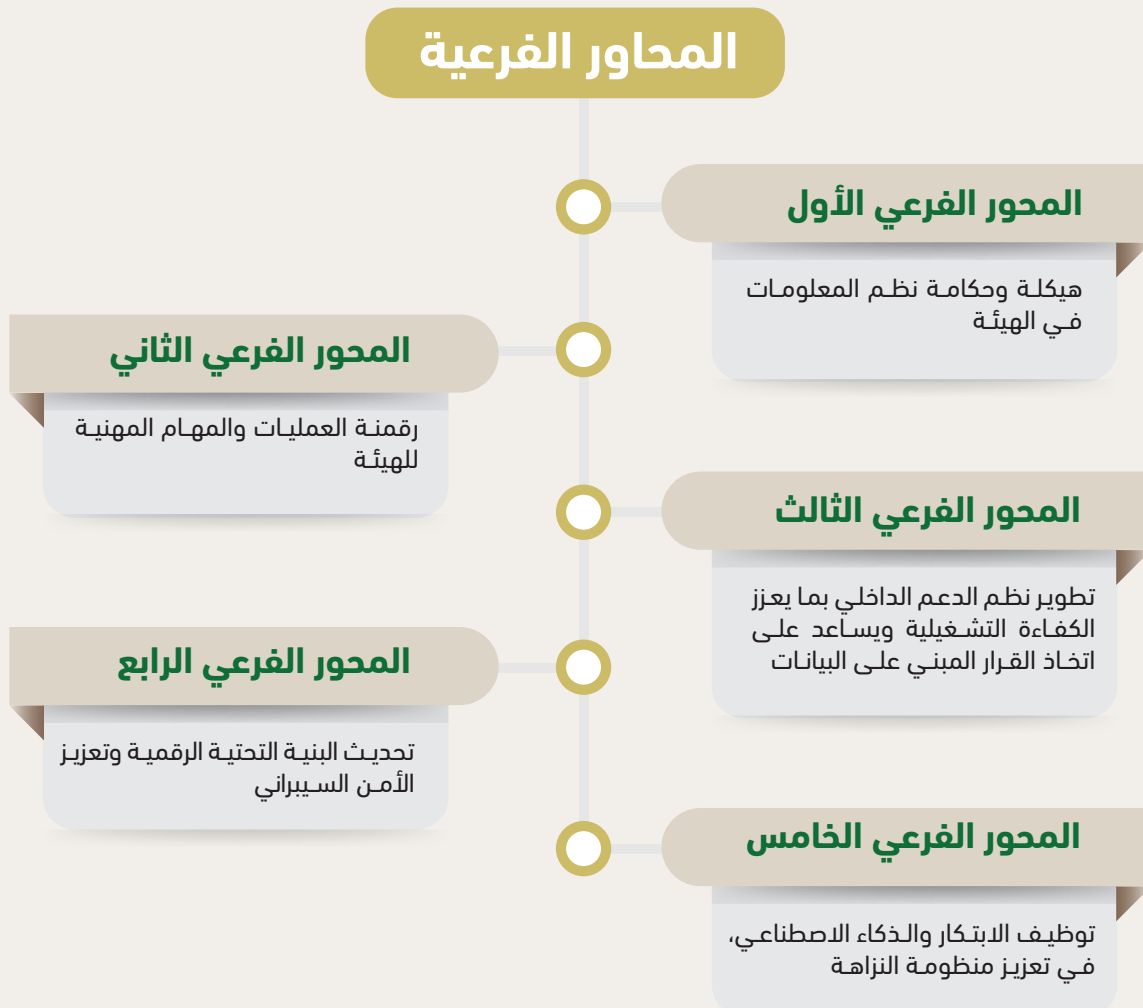 المحاور الفرعية
المحور الفرعي الأول
هيكلة وحكامة نظم المعلومات
في الهيئة
المحور الفرعي الثاني
رقمنة العمليات والمهام المهنية
للهيئة
المحور الفرعي الثالث
تطوير نظم الدعم الداخلي بما يعزز
الكفاءة التشغيلية ويساعد على
اتخاذ القرار المبني على البيانات
المحور الفرعي الرابع
تحديث البنية التحتية الرقمية وتعزيز
الأمن السيبراني
المحور الفرعي الخامس
توظيف الابتكار والذكاء الاصطناعي،
في تعزيز منظومة النزاهة